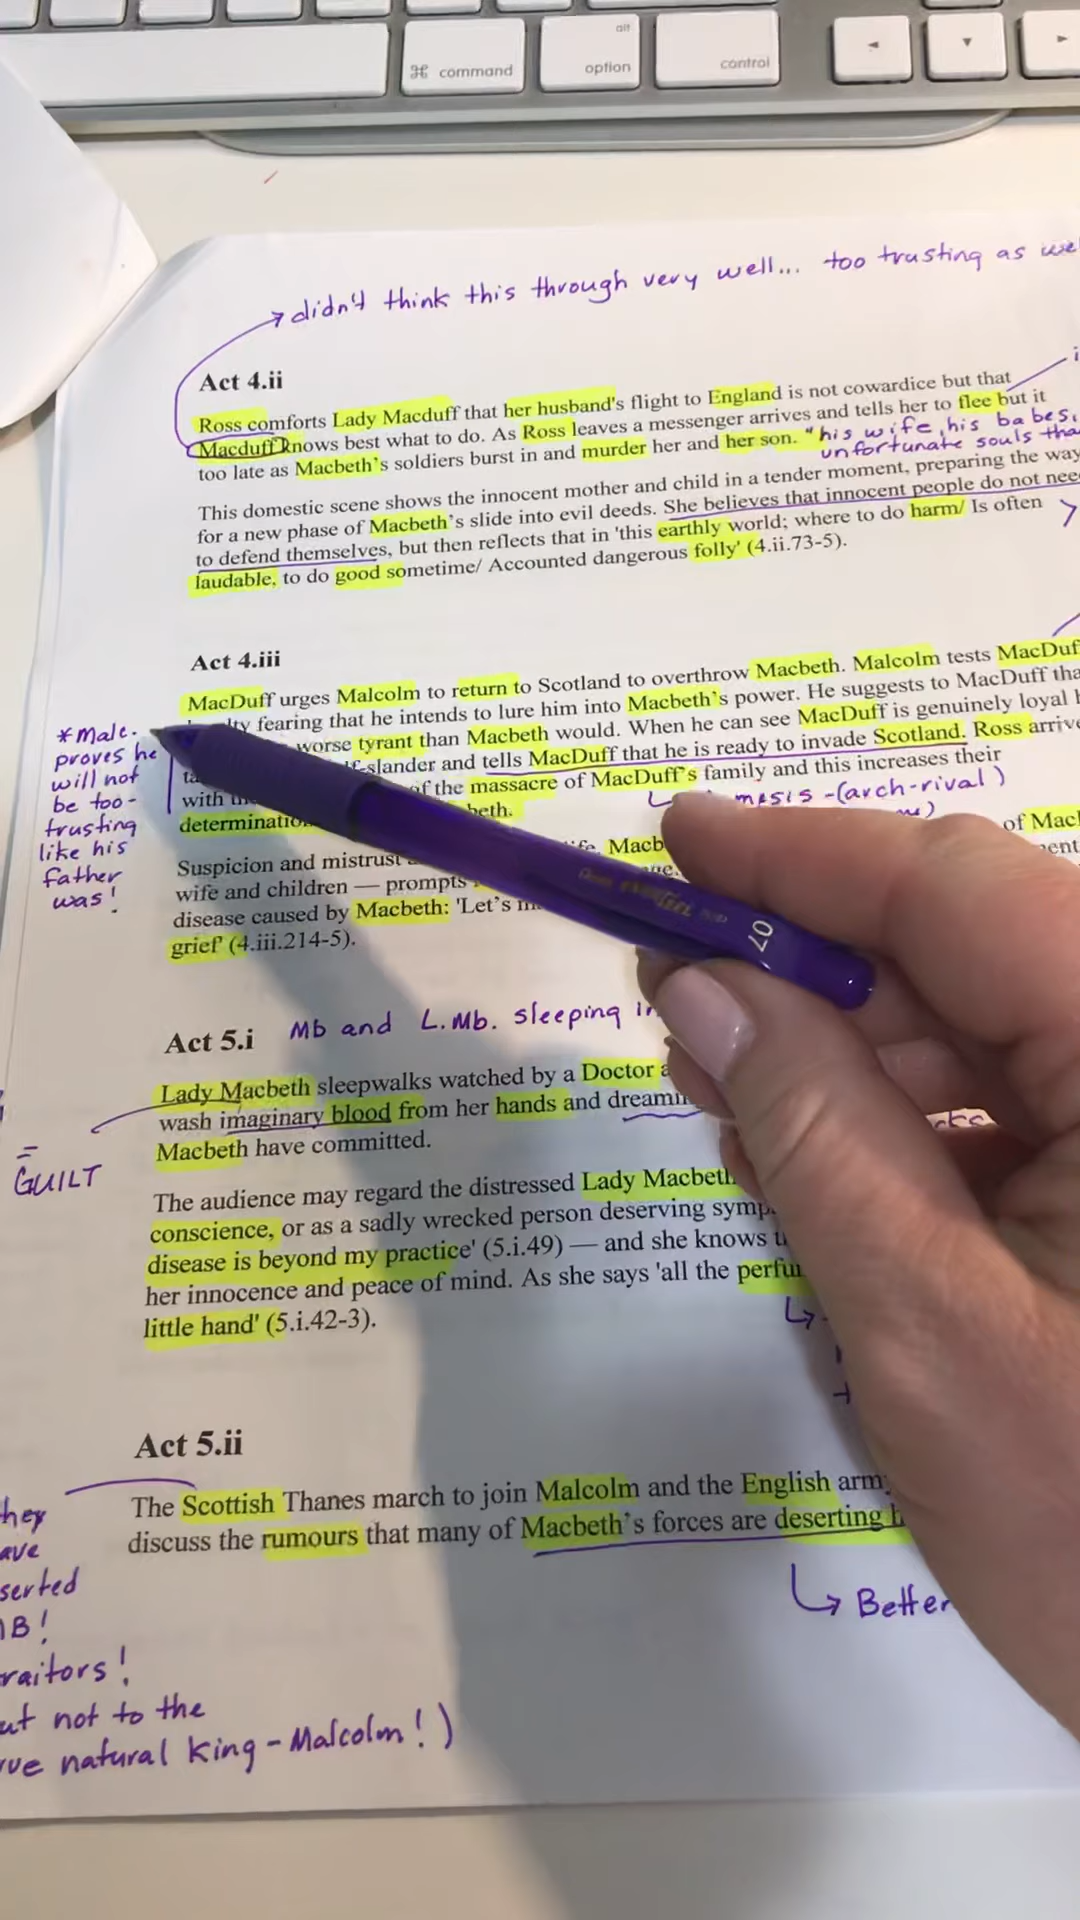 alt
⌘ command
option
control
◄
▼
►
didn't think this through very well... too trusting as we
Act 4.ii
Ross comforts Lady Macduff that her husband's flight to England is not cowardice but that
Macduff knows best what to do. As Ross leaves a messenger arrives and tells her to flee but it
too late as Macbeth's soldiers burst in and murder her and her son. "his wife, his babes,
unfortunate souls tha
This domestic scene shows the innocent mother and child in a tender moment, preparing the way
for a new phase of Macbeth's slide into evil deeds. She believes that innocent people do not nee
to defend themselves, but then reflects that in 'this earthly world; where to do harm/ Is often
laudable, to do good sometime/ Accounted dangerous folly' (4.ii.73-5).
Act 4.iii
MacDuff urges Malcolm to return to Scotland to overthrow Macbeth. Malcolm tests MacDuf
lty fearing that he intends to lure him into Macbeth's power. He suggests to MacDuff tha
worse tyrant than Macbeth would. When he can see MacDuff is genuinely loyal h
f-slander and tells MacDuff that he is ready to invade Scotland. Ross arrive
with of the massacre of MacDuff's family and this increases their
determinatio beth.
mesis - (arch-rival)
*Malc.
proves he
will not
be too-
trusting
like his
father
was!
ife, Macb of Macl
Suspicion and mistrust
wife and children — prompts
disease caused by Macbeth: 'Let's m
grief' (4.iii.214-5).
07
Act 5.i
Mb and L.Mb. sleeping in
Lady Macbeth sleepwalks watched by a Doctor a
wash imaginary blood from her hands and dreamin
Macbeth have committed.
=
GUILT
The audience may regard the distressed Lady Macbeth
conscience, or as a sadly wrecked person deserving symp
disease is beyond my practice' (5.i.49) — and she knows t
her innocence and peace of mind. As she says 'all the perfu
little hand' (5.i.42-3).
Act 5.ii
The Scottish Thanes march to join Malcolm and the English army
discuss the rumours that many of Macbeth's forces are deserting h
Better
hey
ave
serted
B!
raitors!
ut not to the
rue natural king - Malcolm!)